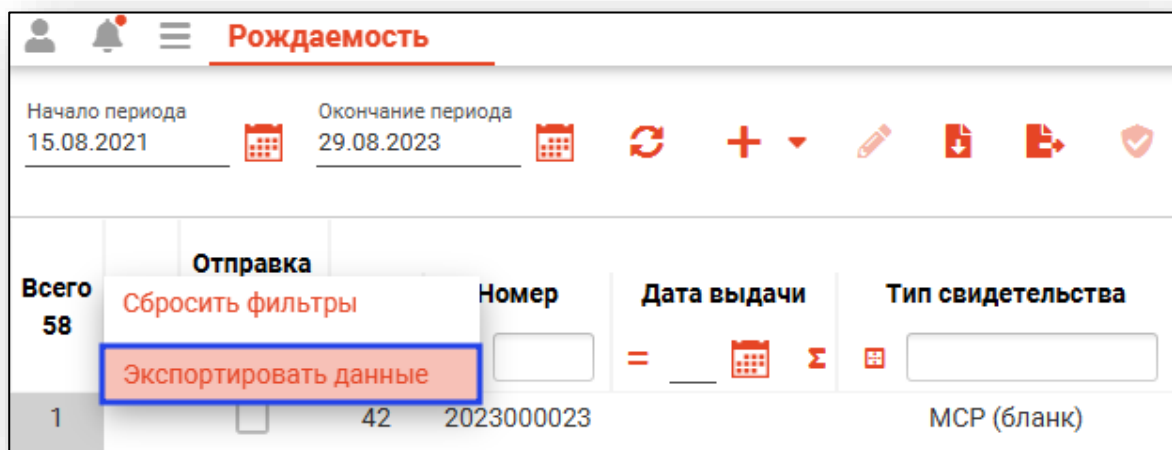 Рождаемость
Начало периода
15.08.2021
Окончание периода
29.08.2023
Всего
58
Отправка
Номер
Дата выдачи
Тип свидетельства
Сбросить фильтры
Экспортировать данные
= Σ
1 42 2023000023 МСР (бланк)